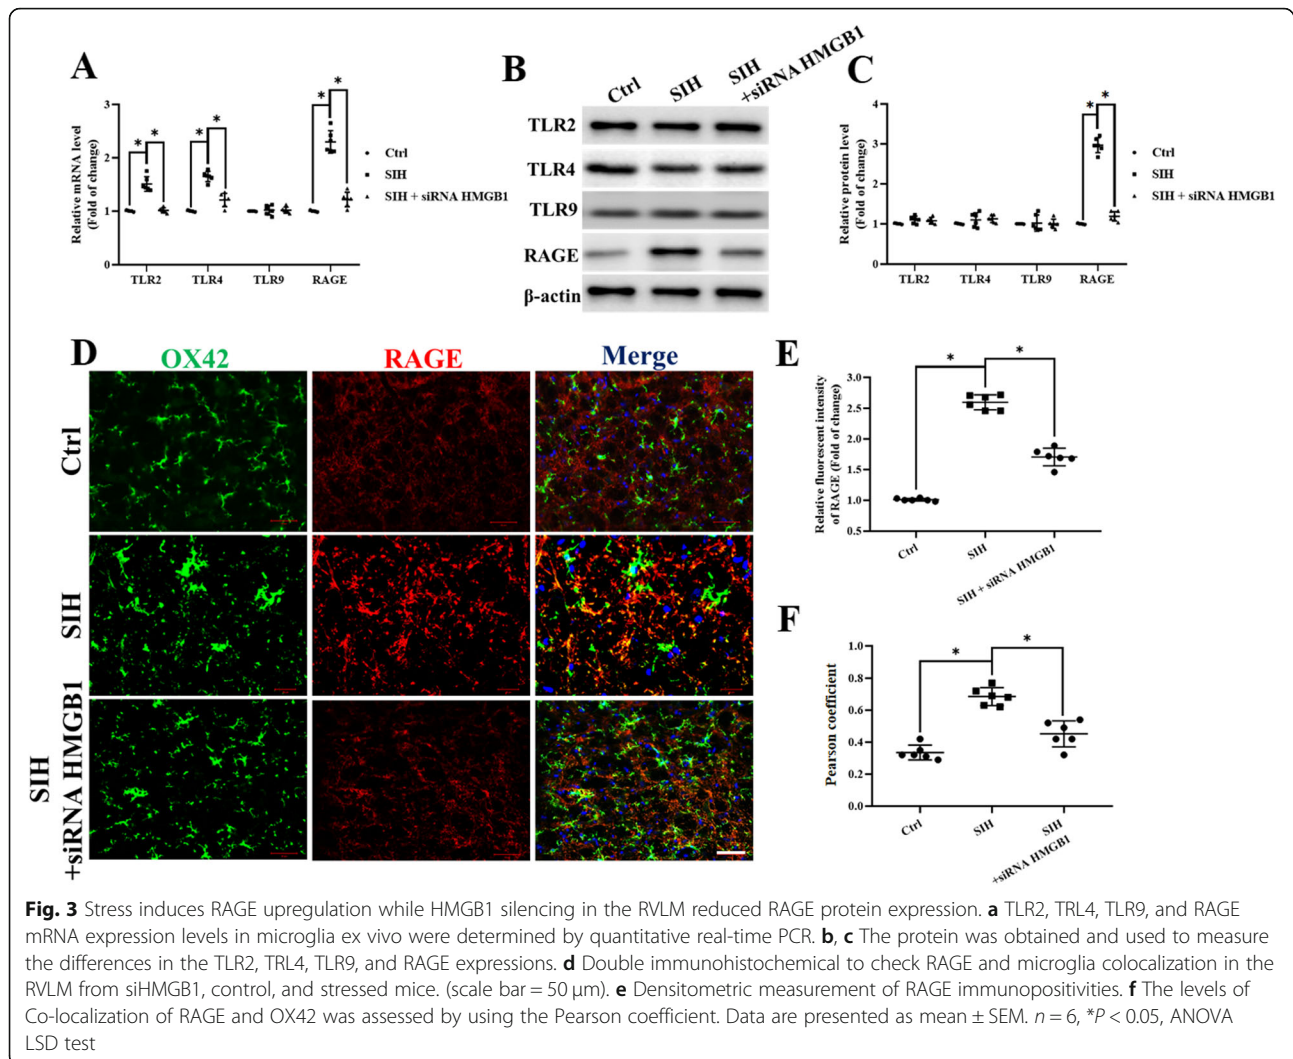 A
Relative mRNA level
(Fold of change)
3
2
1
0
TLR2 TLR4 TLR9 RAGE
* * * * * *
Ctrl
SIH
SIH + siRNA HMGB1
B
Ctrl
SIH
SIH
+siRNA HMGB1
TLR2
TLR4
TLR9
RAGE
β-actin
C
Relative protein level
(Fold of change)
4
3
2
1
0
TLR2 TLR4 TLR9 RAGE
* *
Ctrl
SIH
SIH + siRNA HMGB1
D
OX42 RAGE Merge
Ctrl
SIH
SIH
+siRNA HMGB1
E
Relative fluorescent intensity
of RAGE (Fold of change)
3.0
2.5
2.0
1.5
1.0
0.5
* *
Ctrl
SIH
SIH + siRNA HMGB1
F
Pearson coefficient
1.0
0.8
0.6
0.4
0.2
0.0
* *
Ctrl
SIH
SIH
+siRNA HMGB1
Fig. 3 Stress induces RAGE upregulation while HMGB1 silencing in the RVLM reduced RAGE protein expression. a TLR2, TRL4, TLR9, and RAGE
mRNA expression levels in microglia ex vivo were determined by quantitative real-time PCR. b, c The protein was obtained and used to measure
the differences in the TLR2, TRL4, TLR9, and RAGE expressions. d Double immunohistochemical to check RAGE and microglia colocalization in the
RVLM from siHMGB1, control, and stressed mice. (scale bar = 50 μm). e Densitometric measurement of RAGE immunopositivities. f The levels of
Co-localization of RAGE and OX42 was assessed by using the Pearson coefficient. Data are presented as mean ± SEM. n = 6, *P < 0.05, ANOVA
LSD test